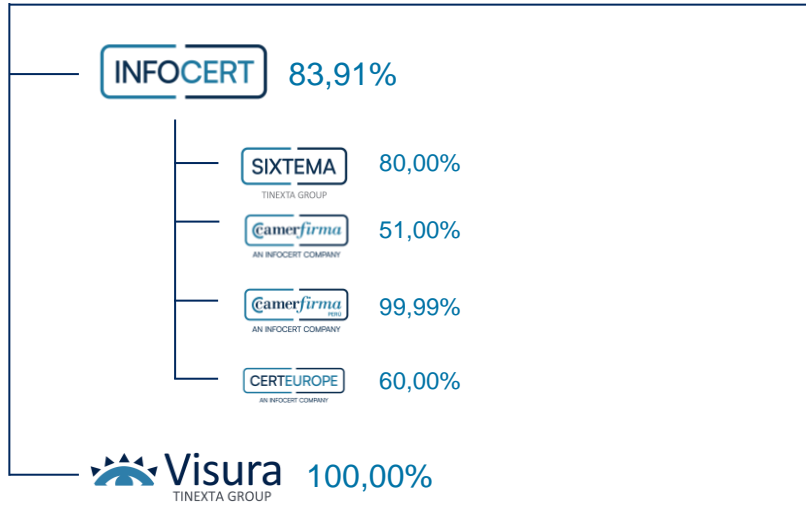 INFOCERT 83,91%
SIXTEMA 80,00%
TINEXTA GROUP
Camerfirma 51,00%
AN INFOCERT COMPANY
Camerfirma 99,99%
PERÚ
AN INFOCERT COMPANY
CERTEUROPE 60,00%
AN INFOCERT COMPANY
Visura 100,00%
TINEXTA GROUP